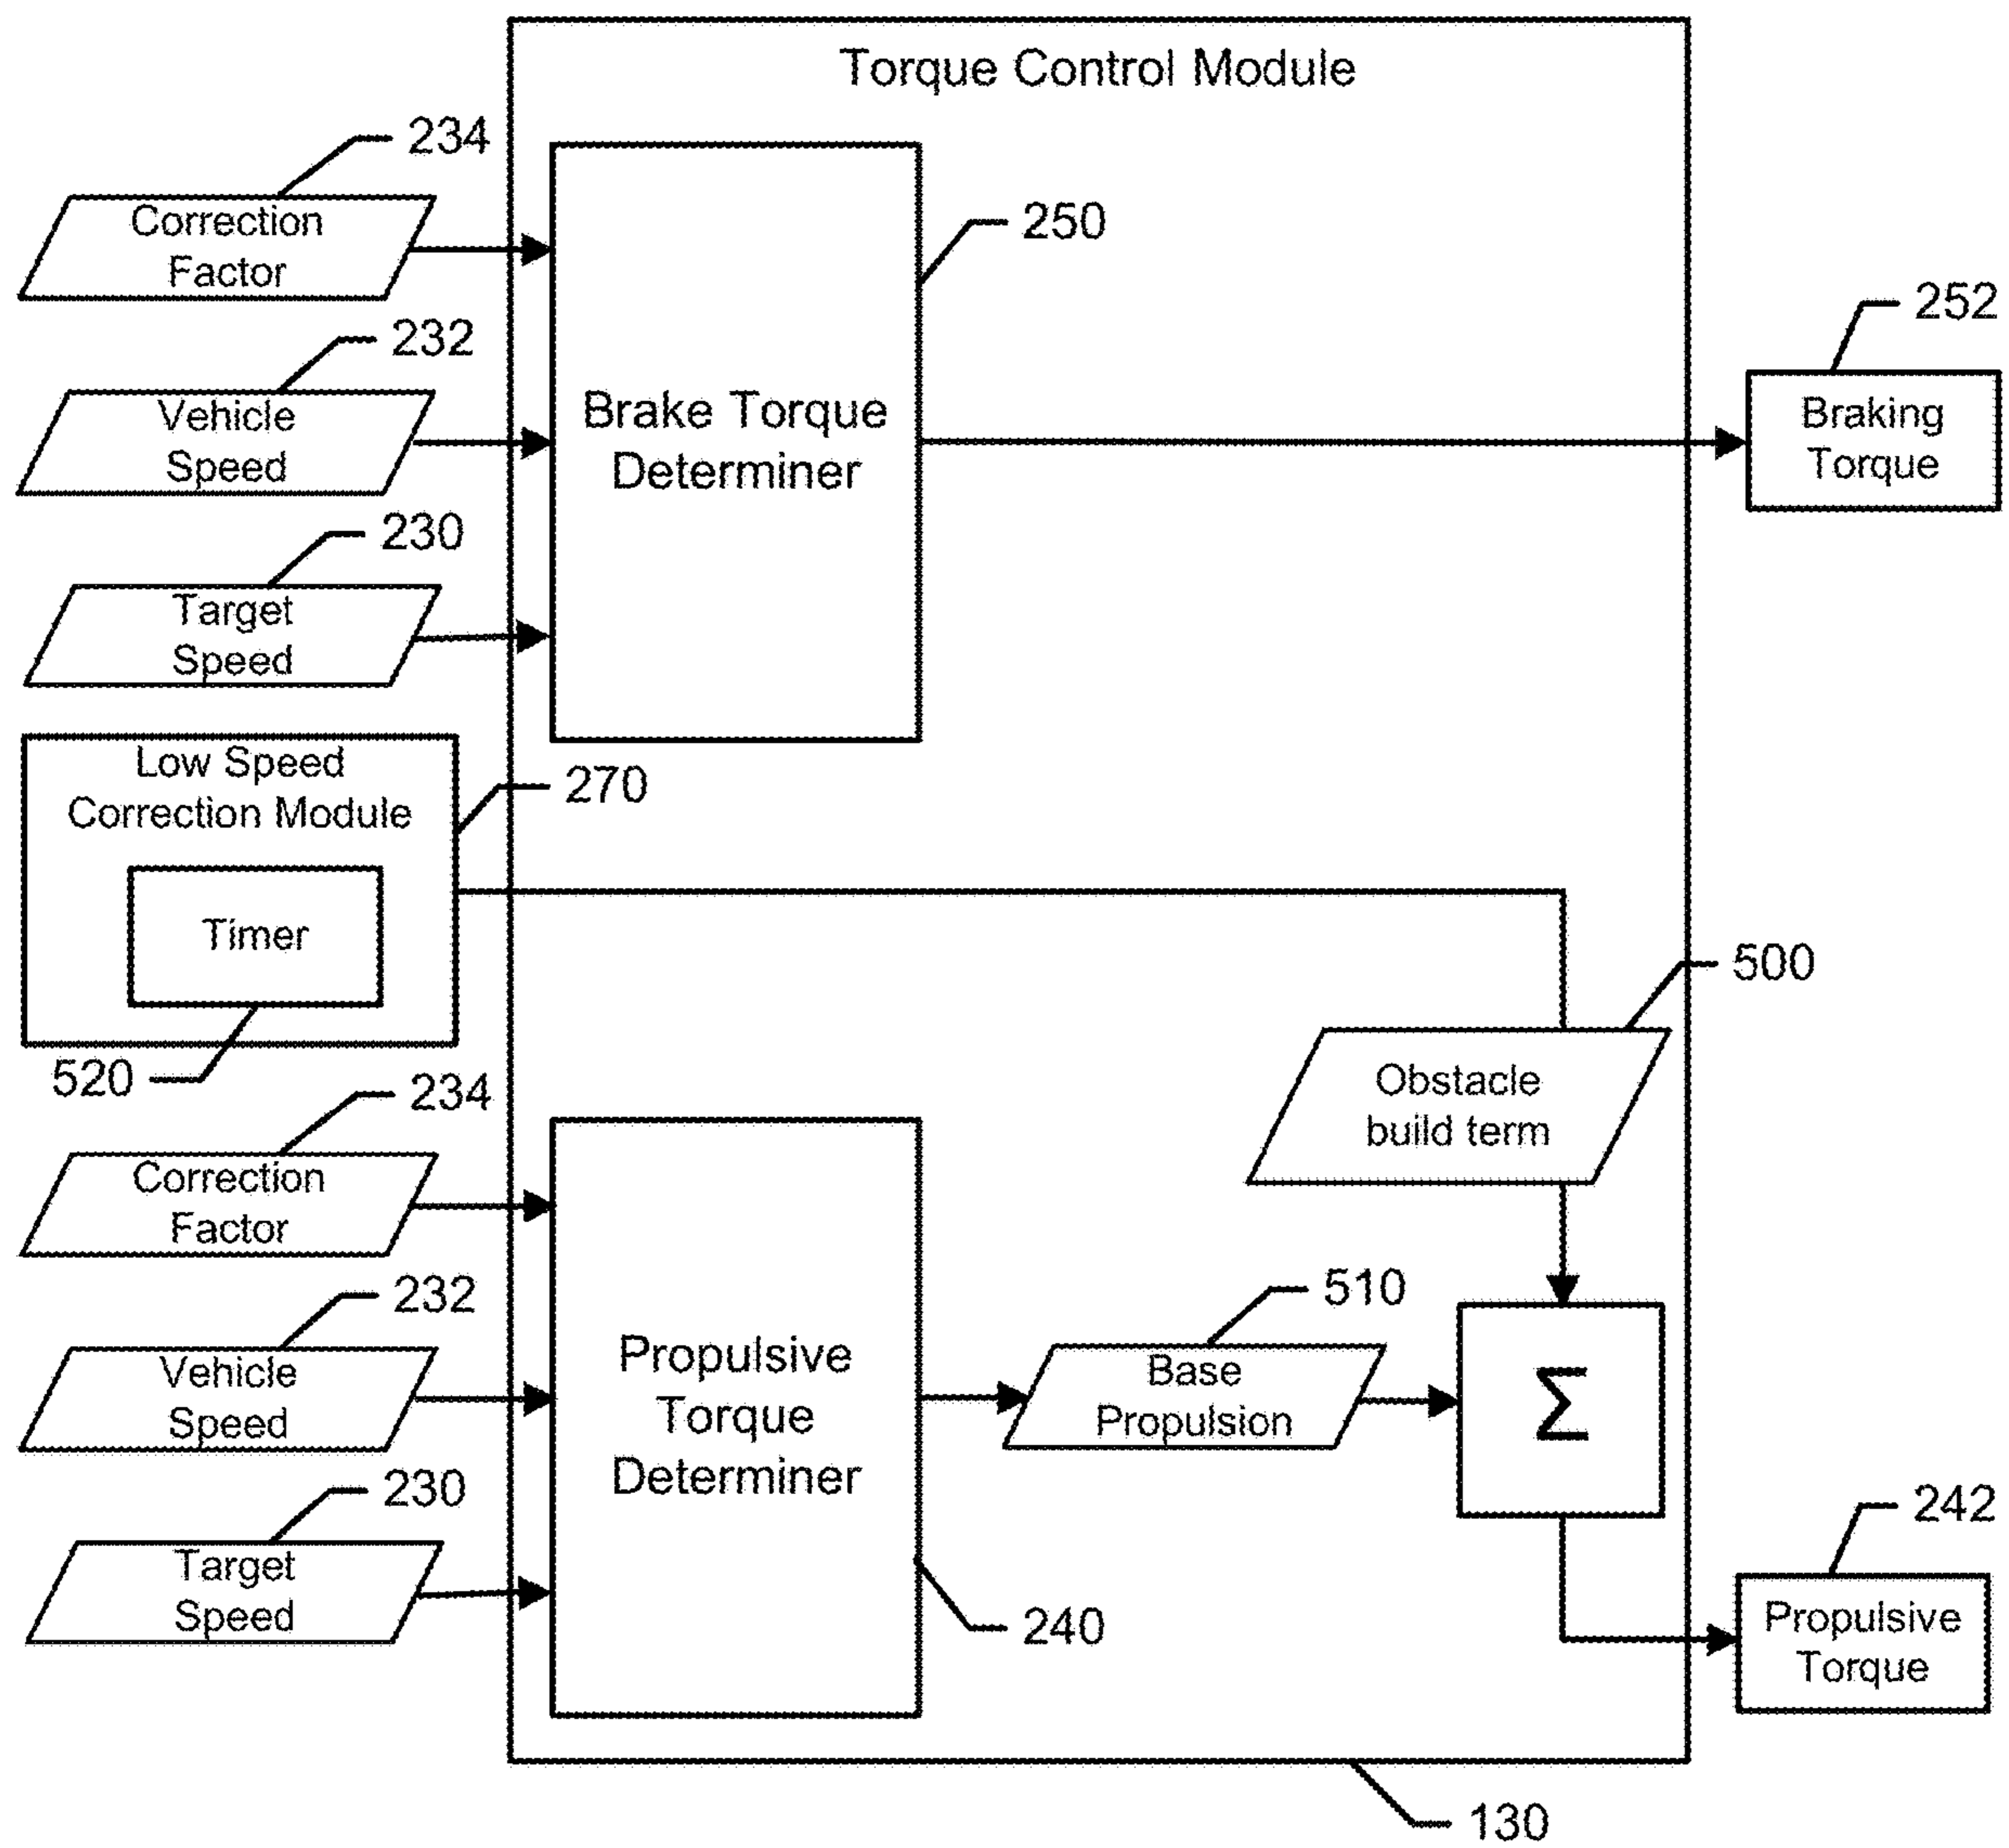 Torque Control Module
234
Correction
Factor
250
232
Vehicle
Speed
252
Braking
Torque
Brake Torque
Determiner
230
Target
Speed
Low Speed
Correction Module
270
Timer
520
500
Obstacle
build term
234
Correction
Factor
232
Vehicle
Speed
510
Base
Propulsion
Propulsive
Torque
Determiner
Σ
230
Target
Speed
240
242
Propulsive
Torque
130